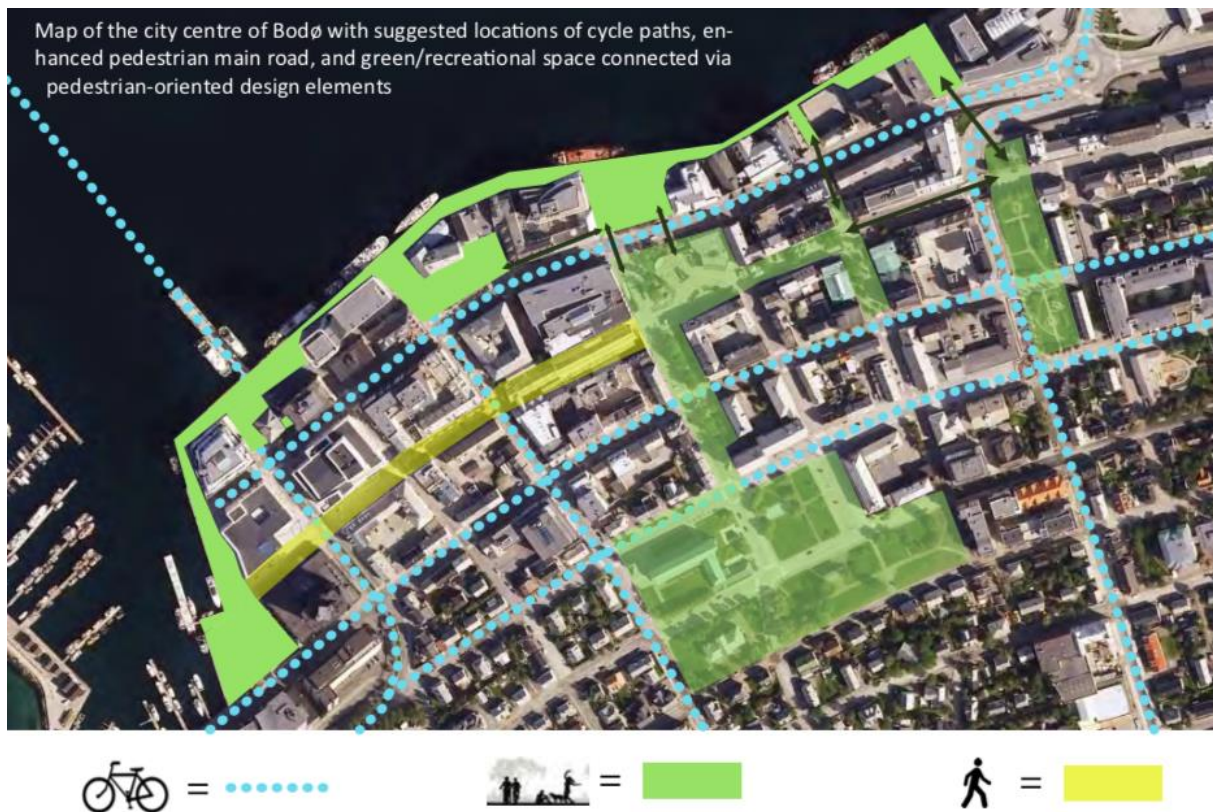 Map of the city centre of Bodø with suggested locations of cycle paths, en-
hanced pedestrian main road, and green/recreational space connected via
pedestrian-oriented design elements
= 
=
=